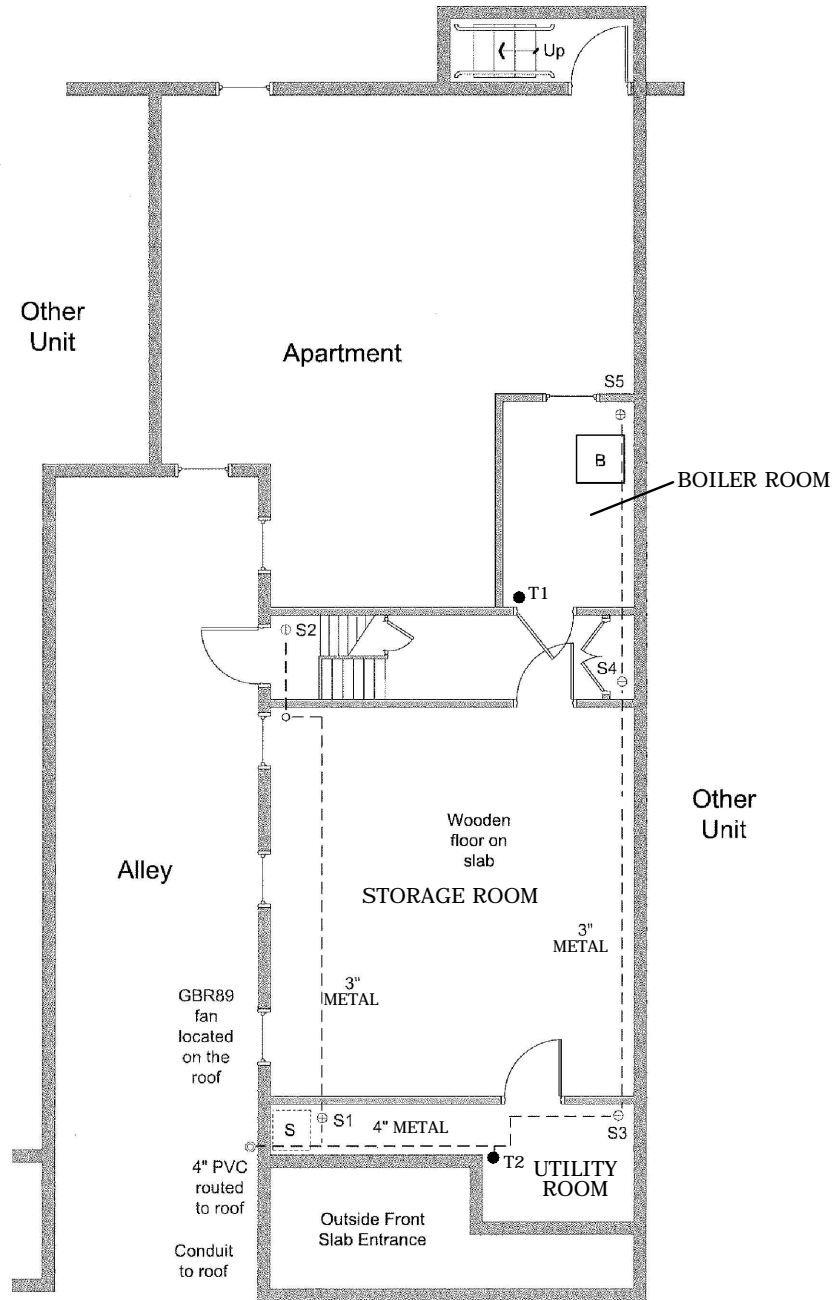 Up
Other
Unit
Apartment
S5
B
BOILER ROOM
T1
S2
S4
Wooden
floor on
slab
Other
Unit
Alley
STORAGE ROOM
3"
METAL
3"
METAL
GBR89
fan
located
on the
roof
S
S1
4" METAL
S3
T2
UTILITY
ROOM
4" PVC
routed
to roof
Outside Front
Slab Entrance
Conduit
to roof